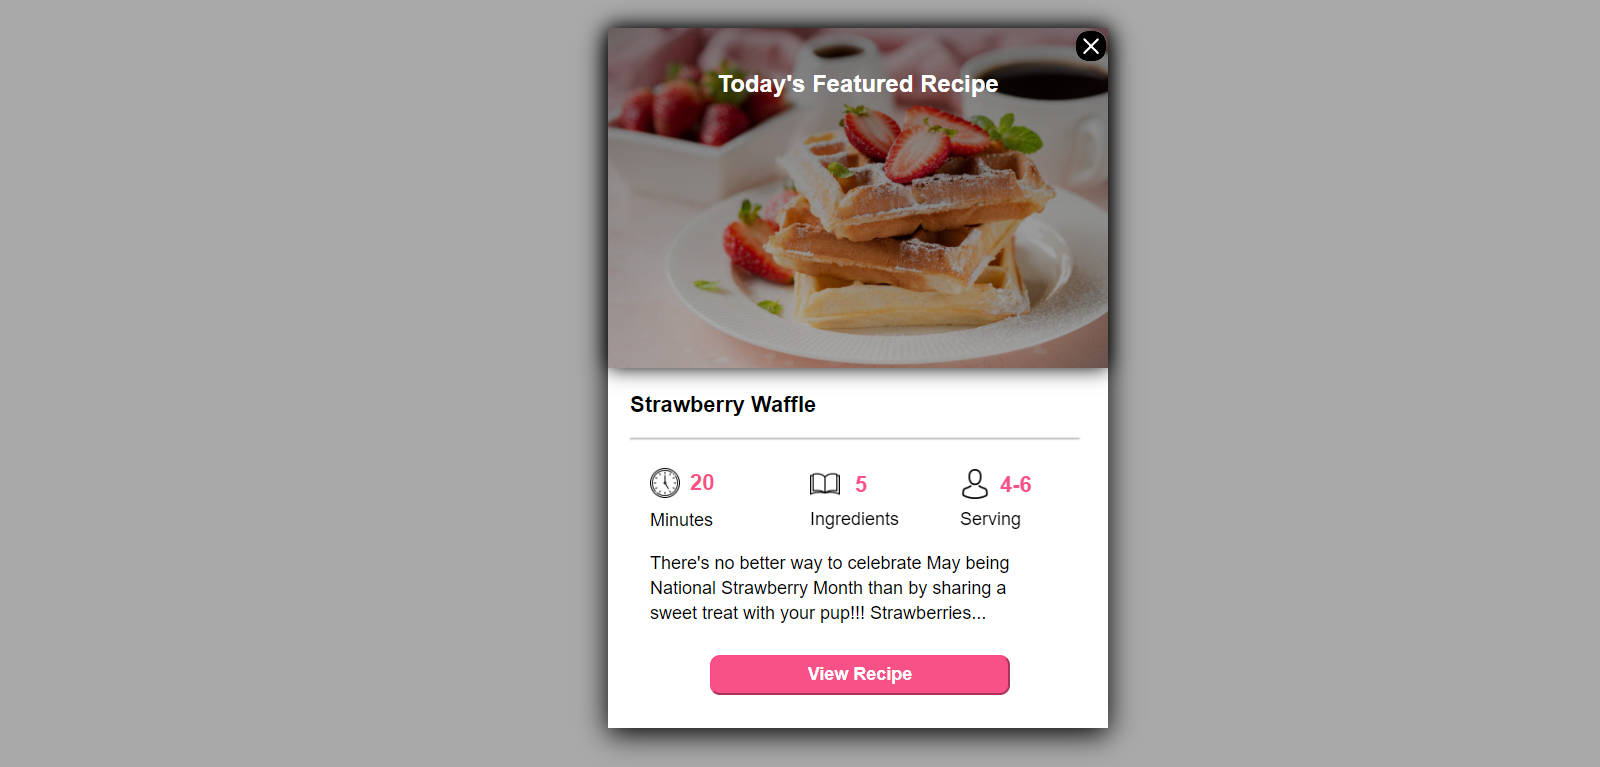 Today's Featured Recipe
Strawberry Waffle
20
Minutes
5
Ingredients
4-6
Serving
There's no better way to celebrate May being
National Strawberry Month than by sharing a
sweet treat with your pup!!! Strawberries...
View Recipe